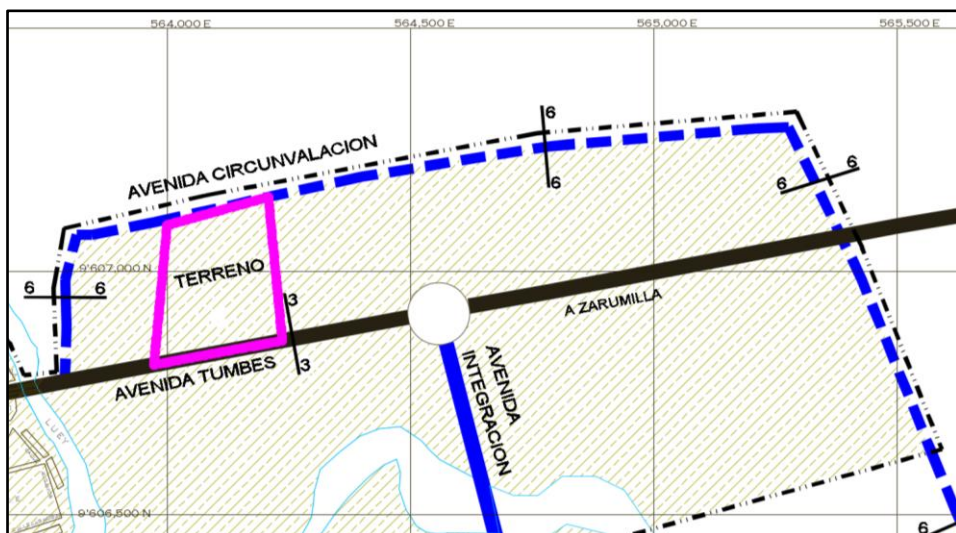 564,000 E
564,500 E
565,000 E
565,500 E
6
6
AVENIDA CIRCUNVALACION
6
6
TERRENO
9'607,000 N
6
6
3
3
A ZARUMILLA
AVENIDA TUMBES
AVENIDA
INTEGRACION
LUEY
9'606,500 N
6